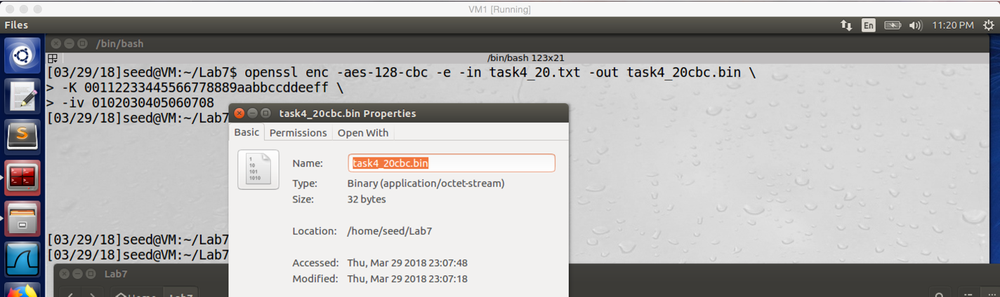 VM1 [Running]
Files
En
11:20 PM
/bin/bash
/bin/bash 123x21
[03/29/18]seed@VM:~/Lab7$ openssl enc -aes-128-cbc -e -in task4_20.txt -out task4_20cbc.bin \
> -K 00112233445566778889aabbccddeeff \
> -iv 0102030405060708
[03/29/18]seed@VM:~/Lab7
task4_20cbc.bin Properties
Basic
Permissions
Open With
1
10
101
1010
Name:
task4_20cbc.bin
Type:
Binary (application/octet-stream)
Size:
32 bytes
Location:
/home/seed/Lab7
Accessed:
Thu, Mar 29 2018 23:07:48
Modified:
Thu, Mar 29 2018 23:07:18
[03/29/18]seed@VM:~/Lab7
[03/29/18]seed@VM:~/Lab7
Lab7
Home
Lab7